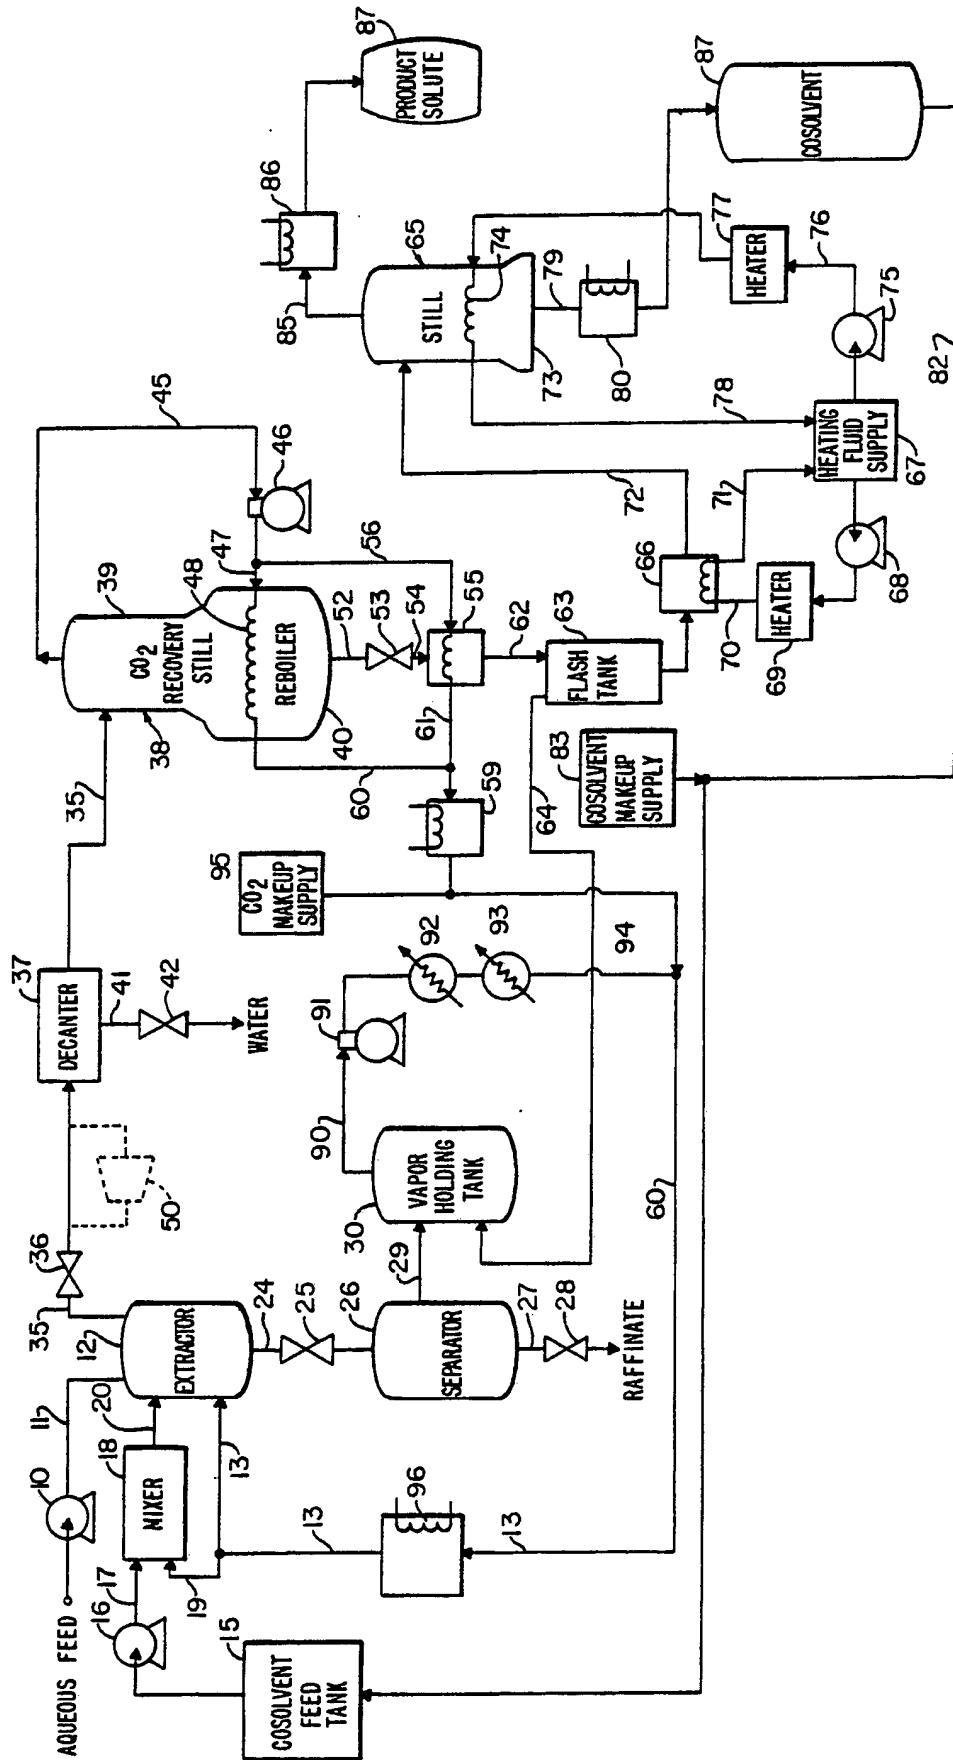 AQUEOUS FEED
10
11
12
35
36
50
37
DECANTER
41
42
WATER
35
38
CO2
RECOVERY
STILL
39
48
REBOILER
40
47
45
46
52
53
54
56
55
61
60
59
95
CO2
MAKEUP
SUPPLY
62
63
FLASH
TANK
64
83
COSOLVENT
MAKEUP
SUPPLY
85
86
87
PRODUCT
SOLUTE
65
STILL
74
73
79
80
87
COSOLVENT
72
78
66
71
70
69
HEATER
68
HEATING
FLUID
SUPPLY
67
75
76
77
HEATER
82
16
17
18
MIXER
19
20
EXTRACTOR
13
24
25
26
SEPARATOR
27
28
RAFFINATE
29
30
VAPOR
HOLDING
TANK
90
91
92
93
94
60
13
96
13
15
COSOLVENT
FEED
TANK